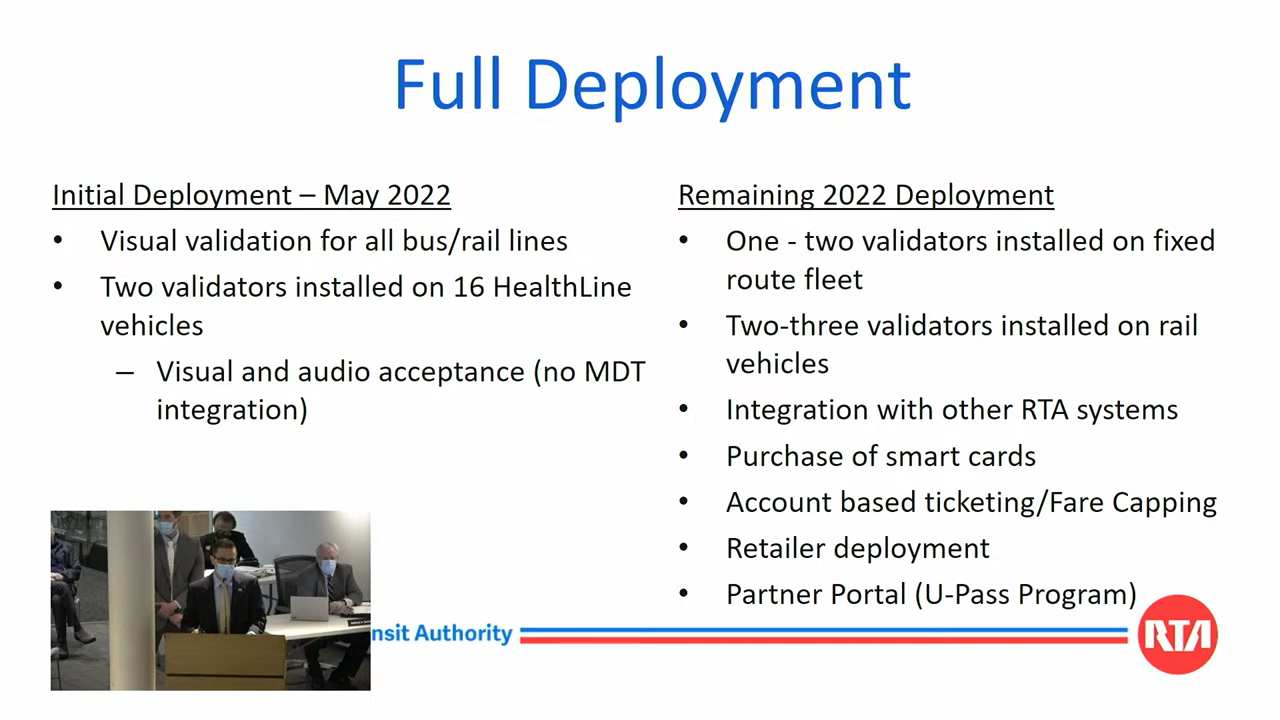 Full Deployment
Initial Deployment – May 2022
• Visual validation for all bus/rail lines
• Two validators installed on 16 HealthLine
vehicles
– Visual and audio acceptance (no MDT
integration)
Remaining 2022 Deployment
• One - two validators installed on fixed
route fleet
• Two-three validators installed on rail
vehicles
• Integration with other RTA systems
• Purchase of smart cards
• Account based ticketing/Fare Capping
• Retailer deployment
• Partner Portal (U-Pass Program)
nsit Authority
RTA